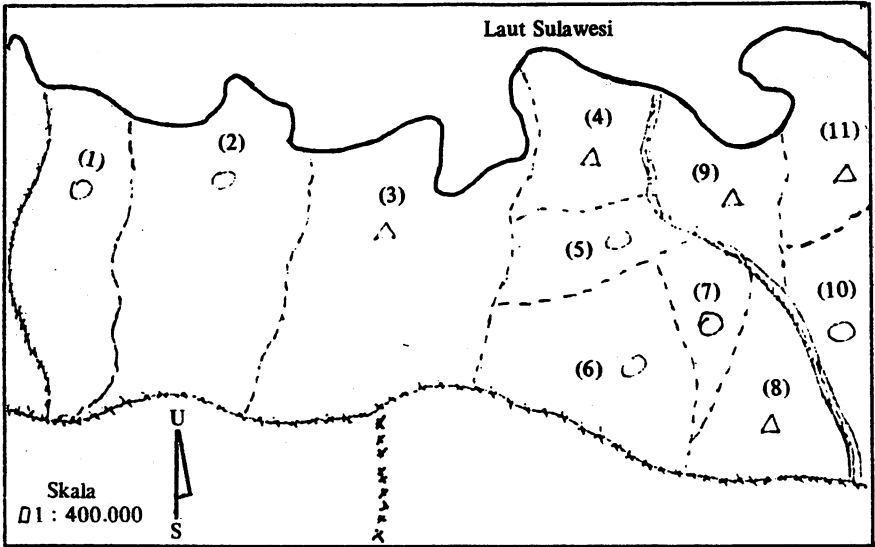 Laut Sulawesi
(1)
(2)
(3)
(4)
(5)
(6)
(7)
(8)
(9)
(10)
(11)
U
S
Skala
1 : 400.000